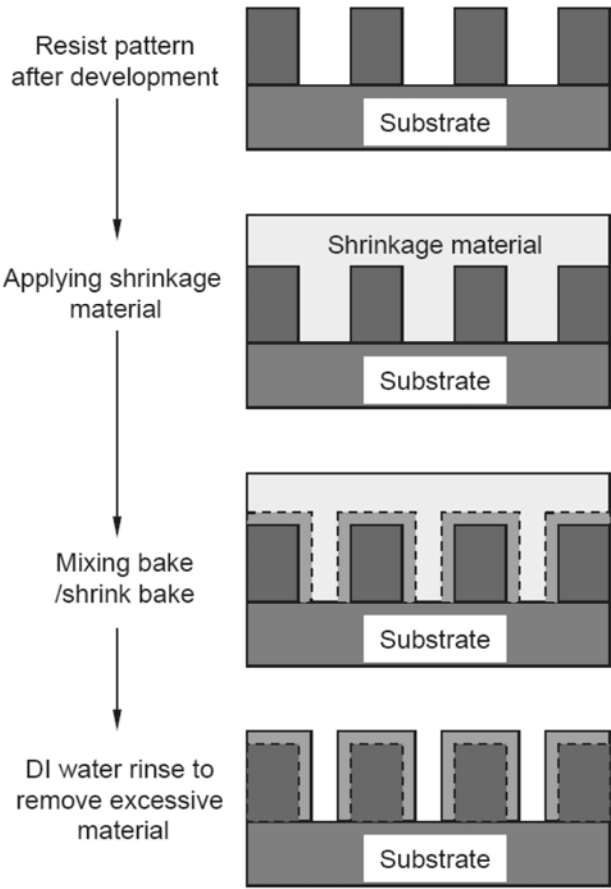 Resist pattern
after development
Substrate
Shrinkage material
Applying shrinkage
material
Substrate
Mixing bake
/shrink bake
Substrate
DI water rinse to
remove excessive
material
Substrate